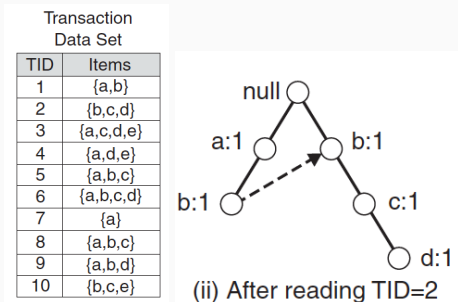 Transaction
Data Set
TID Items
1 {a,b}
2 {b,c,d}
3 {a,c,d,e}
4 {a,d,e}
5 {a,b,c}
6 {a,b,c,d}
7 {a}
8 {a,b,c}
9 {a,b,d}
10 {b,c,e}
null
a:1 b:1
b:1 c:1
d:1
(ii) After reading TID=2